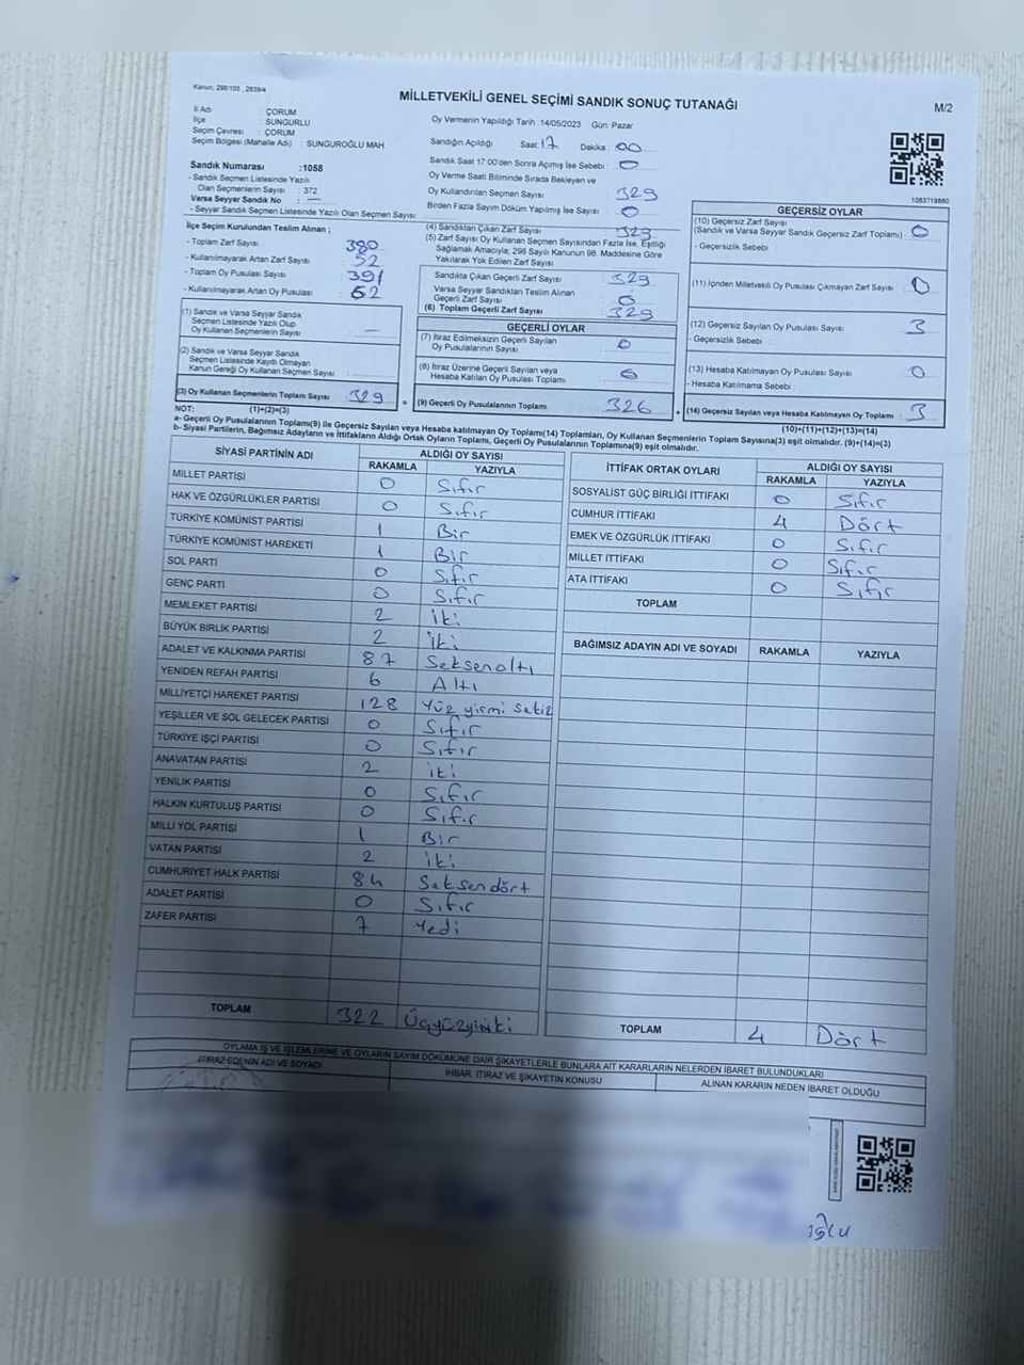 Kanun; 298/105 , 2839/4
MİLLETVEKİLİ GENEL SEÇİMİ SANDIK SONUÇ TUTANAĞI
M/2
İl Adı : ÇORUM
İlçe : SUNGURLU
Seçim Çevresi : ÇORUM
Seçim Bölgesi (Mahalle Adı) : SUNGUROĞLU MAH
Sandık Numarası :1058
- Sandık Seçmen Listesinde Yazılı
Olan Seçmenlerin Sayısı : 372
Varsa Seyyar Sandık No : —
- Seyyar Sandık Seçmen Listesinde Yazılı Olan Seçmen Sayısı:
Oy Vermenin Yapıldığı Tarih :14/05/2023 Gün: Pazar
Sandığın Açıldığı Saat: 17 Dakika: 00
Sandık Saat 17:00'den Sonra Açılmış İse Sebebi : 0
Oy Verme Saati Bitiminde Sırada Bekleyen ve
Oy Kullandırılan Seçmen Sayısı 329
Birden Fazla Sayım Döküm Yapılmış İse Sayısı : 0
İlçe Seçim Kurulundan Teslim Alınan ;
- Toplam Zarf Sayısı 380
- Kullanılmayarak Artan Zarf Sayısı : 52
- Toplam Oy Pusulası Sayısı : 391
- Kullanılmayarak Artan Oy Pusulası : 62
(1) Sandık ve Varsa Seyyar Sandık
Seçmen Listesinde Yazılı Olup
Oy Kullanan Seçmenlerin Sayısı : —
(2) Sandık ve Varsa Seyyar Sandık
Seçmen Listesinde Kaydı Olmayan
Kanun Gereği Oy Kullanan Seçmen Sayısı :
(3) Oy Kullanan Seçmenlerin Toplam Sayısı : 329
(1)+(2)=(3)
(4) Sandıktan Çıkan Zarf Sayısı : 329
(5) Zarf Sayısı Oy Kullanan Seçmen Sayısından Fazla İse, Eşitliği
Sağlamak Amacıyla; 298 Sayılı Kanunun 98. Maddesine Göre
Yakılarak Yok Edilen Zarf Sayısı
Sandıkta Çıkan Geçerli Zarf Sayısı : 329
Varsa Seyyar Sandıktan Teslim Alınan
Geçerli Zarf Sayısı : 0
(6) Toplam Geçerli Zarf Sayısı : 329
GEÇERLİ OYLAR
(7) İtiraz Edilmeksizin Geçerli Sayılan
Oy Pusulalarının Sayısı : 0
(8) İtiraz Üzerine Geçerli Sayılan veya
Hesaba Katılan Oy Pusulası Toplamı
(9) Geçerli Oy Pusulalarının Toplamı 326
1083719860
GEÇERSİZ OYLAR
(10) Geçersiz Zarf Sayısı
(Sandık ve Varsa Seyyar Sandık Geçersiz Zarf Toplamı) : 0
- Geçersizlik Sebebi :
(11) İçinden Milletvekili Oy Pusulası Çıkmayan Zarf Sayısı : 0
(12) Geçersiz Sayılan Oy Pusulası Sayısı : 3
- Geçersizlik Sebebi :
(13) Hesaba Katılmayan Oy Pusulası Sayısı : 0
- Hesaba Katılmama Sebebi :
(14) Geçersiz Sayılan veya Hesaba Katılmayan Oy Toplamı : 3
(10)+(11)+(12)+(13)=(14)
NOT:
a- Geçerli Oy Pusulalarının Toplamı(9) ile Geçersiz Sayılan veya Hesaba katılmayan Oy Toplamı(14) Toplamları, Oy Kullanan Seçmenlerin Toplam Sayısına(3) eşit olmalıdır. (9)+(14)=(3)
b- Siyasi Partilerin, Bağımsız Adayların ve İttifakların Aldığı Ortak Oyların Toplamı, Geçerli Oy Pusulalarının Toplamına(9) eşit olmalıdır.
SİYASİ PARTİNİN ADI ALDIĞI OY SAYISI
RAKAMLA YAZIYLA
MİLLET PARTİSİ 0 Sıfır
HAK VE ÖZGÜRLÜKLER PARTİSİ 0 Sıfır
TÜRKİYE KOMÜNİST PARTİSİ 1 Bir
TÜRKİYE KOMÜNİST HAREKETİ 1 Bir
SOL PARTİ 0 Sıfır
GENÇ PARTİ 0 Sıfır
MEMLEKET PARTİSİ 2 iki
BÜYÜK BİRLİK PARTİSİ 2 iki
ADALET VE KALKINMA PARTİSİ 87 Seksenaltı
YENİDEN REFAH PARTİSİ 6 Altı
MİLLİYETÇİ HAREKET PARTİSİ 128 Yüz yirmi sekiz
YEŞİLLER VE SOL GELECEK PARTİSİ 0 Sıfır
TÜRKİYE İŞÇİ PARTİSİ 0 Sıfır
ANAVATAN PARTİSİ 2 iki
YENİLİK PARTİSİ 0 Sıfır
HALKIN KURTULUŞ PARTİSİ 0 Sıfır
MİLLİ YOL PARTİSİ 1 Bir
VATAN PARTİSİ 2 iki
CUMHURİYET HALK PARTİSİ 84 Seksendört
ADALET PARTİSİ 0 Sıfır
ZAFER PARTİSİ 7 Yedi
TOPLAM 322 Üçyüzyiriki
İTTİFAK ORTAK OYLARI ALDIĞI OY SAYISI
RAKAMLA YAZIYLA
SOSYALİST GÜÇ BİRLİĞİ İTTİFAKI 0 Sıfır
CUMHUR İTTİFAKI 4 Dört
EMEK VE ÖZGÜRLÜK İTTİFAKI 0 Sıfır
MİLLET İTTİFAKI 0 Sıfır
ATA İTTİFAKI 0 Sıfır
TOPLAM
BAĞIMSIZ ADAYIN ADI VE SOYADI RAKAMLA YAZIYLA
TOPLAM 4 Dört
OYLAMA İŞ VE İŞLEMLERİNE VE OYLARIN SAYIM DÖKÜMÜNE DAİR ŞİKAYETLERLE BUNLARA AİT KARARLARIN NELERDEN İBARET BULUNDUKLARI
İTİRAZ EDENİN ADI VE SOYADI İHBAR, İTİRAZ VE ŞİKAYETİN KONUSU ALINAN KARARIN NEDEN İBARET OLDUĞU